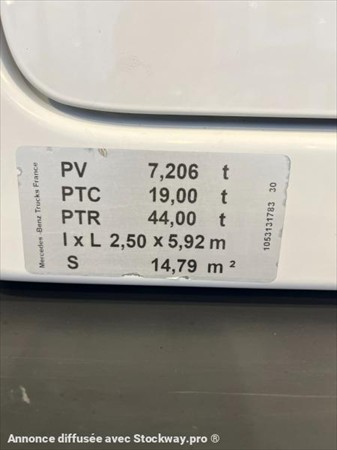 PV 7,206 t
PTC 19,00 t
PTR 44,00 t
l x L 2,50 x 5,92 m
S 14,79 m ²
Mercedes-Benz Trucks France
1053131783 30
Annonce diffusée avec Stockway.pro ®